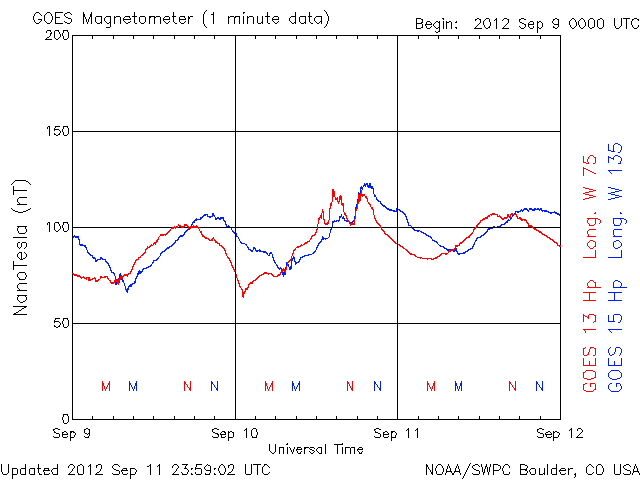 GOES Magnetometer (1 minute data)
Begin: 2012 Sep 9 0000 UTC
200
150
100
50
0
NanoTesla (nT)
M M N N M M N N M M N N
Sep 9 Sep 10 Sep 11 Sep 12
Universal Time
GOES 13 Hp Long. W 75
GOES 15 Hp Long. W 135
Updated 2012 Sep 11 23:59:02 UTC
NOAA/SWPC Boulder, CO USA